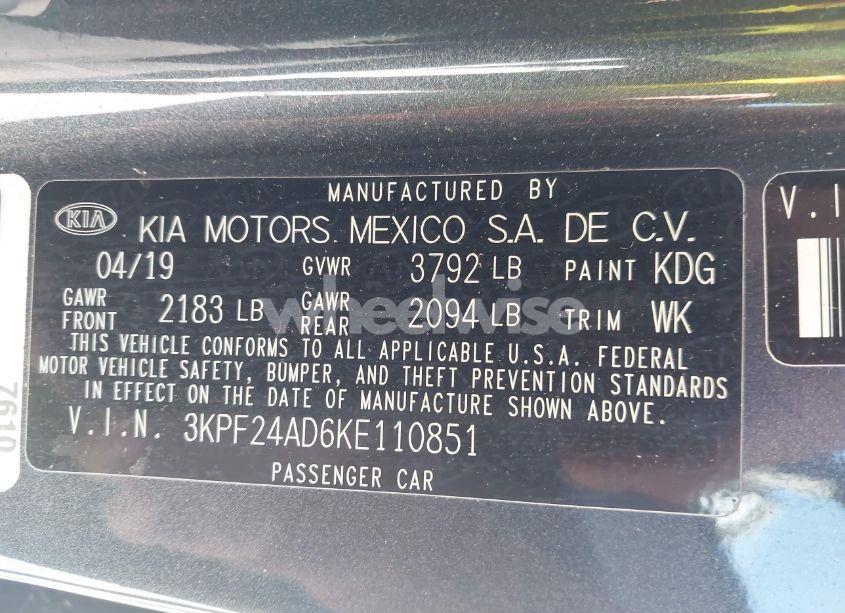 MANUFACTURED BY
KIA KIA MOTORS MEXICO S.A. DE C.V.
04/19 GVWR 3792 LB PAINT KDG
GAWR FRONT 2183 LB GAWR REAR 2094 LB TRIM WK
THIS VEHICLE CONFORMS TO ALL APPLICABLE U.S.A. FEDERAL
MOTOR VEHICLE SAFETY, BUMPER, AND THEFT PREVENTION STANDARDS
IN EFFECT ON THE DATE OF MANUFACTURE SHOWN ABOVE.
V.I.N. 3KPF24AD6KE110851
PASSENGER CAR
wheelwise
V.I
7610